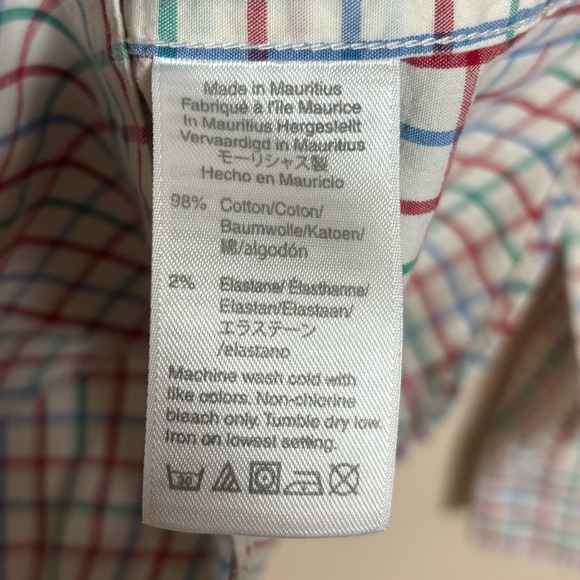 Made in Mauritius
Fabriqué à l'île Maurice
In Mauritius Hergestellt
Vervaardigd in Mauritius
モーリシャス製
Hecho en Mauricio
98% Cotton/Coton/
Baumwolle/Katoen/
綿/algodón
2% Elastane/ Élasthanne/
Elastan/Elastaan/
エラステーン
/elastano
Machine wash cold with
like colors. Non-chlorine
bleach only. Tumble dry low.
Iron on lowest setting.
30